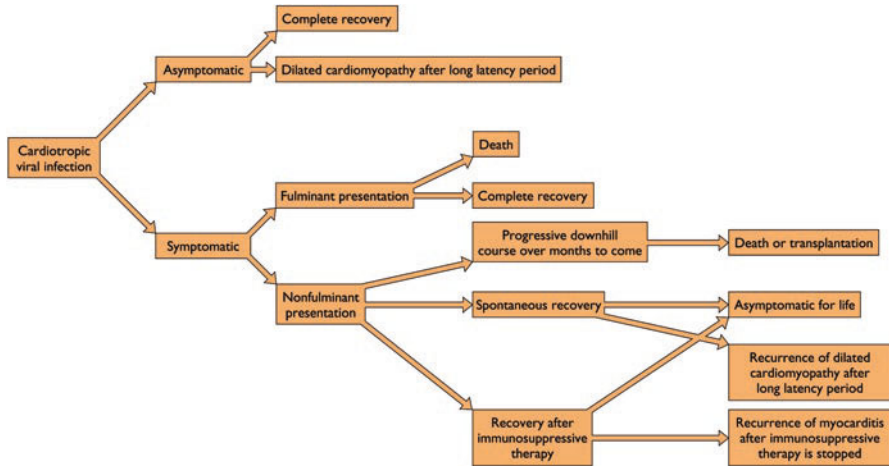 Complete recovery
Asymptomatic
Dilated cardiomyopathy after long latency period
Cardiotropic
viral infection
Death
Fulminant presentation
Complete recovery
Symptomatic
Progressive downhill
course over months to come
Death or transplantation
Nonfulminant
presentation
Spontaneous recovery
Asymptomatic for life
Recurrence of dilated
cardiomyopathy after
long latency period
Recovery after
immunosuppressive
therapy
Recurrence of myocarditis
after immunosuppressive
therapy is stopped